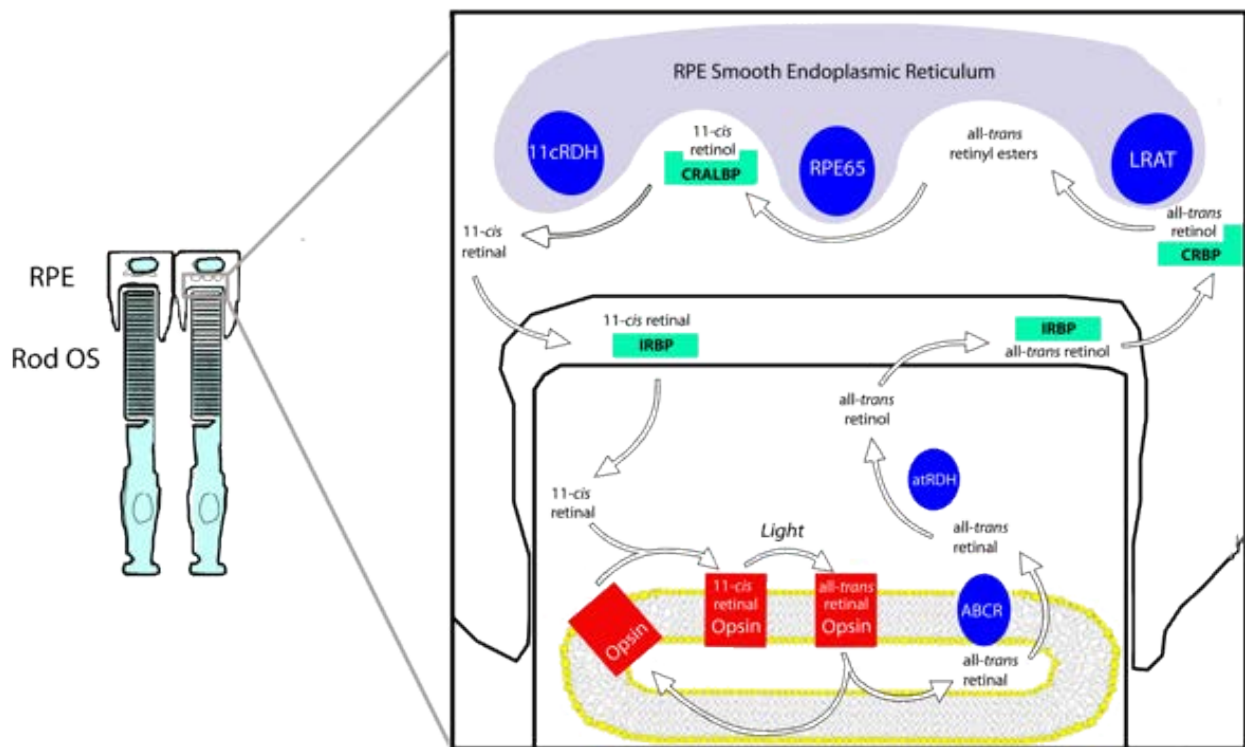 RPE Smooth Endoplasmic Reticulum
11cRDH
11-cis
retinol
CRALBP
RPE65
all-trans
retinyl esters
LRAT
11-cis
retinal
all-trans
retinol
CRBP
RPE
Rod OS
11-cis retinal
IRBP
IRBP
all-trans retinol
all-trans
retinol
11-cis
retinal
atRDH
Light
all-trans
retinal
Opsin
11-cis
retinal
Opsin
all-trans
retinal
Opsin
ABCR
all-trans
retinal